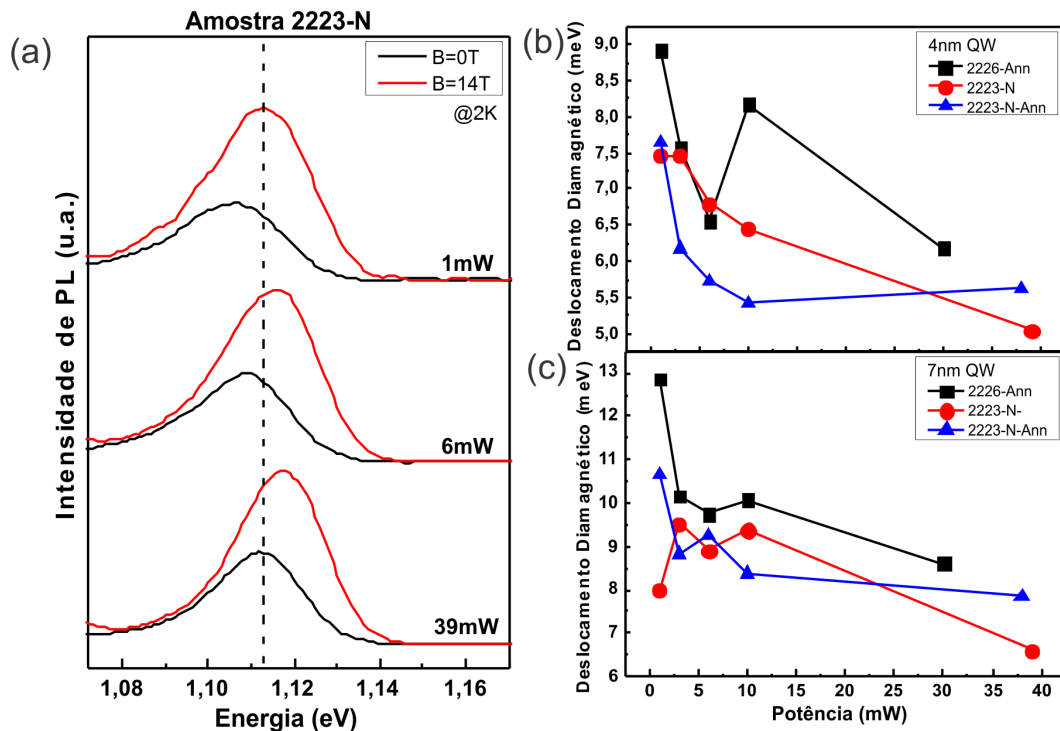 (a)
Amostra 2223-N
B=0T
B=14T
@2K
1mW
6mW
39mW
Intensidade de PL (u.a.)
1,08
1,10
1,12
1,14
1,16
Energia (eV)
(b)
Deslocamento Diamagnético (meV)
9,0
8,5
8,0
7,5
7,0
6,5
6,0
5,5
5,0
4nm QW
2226-Ann
2223-N
2223-N-Ann
(c)
Deslocamento Diamagnético (meV)
13
12
11
10
9
8
7
7nm QW
2226-Ann
2223-N-
2223-N-Ann
0
5
10
15
20
25
30
35
40
Potência (mW)